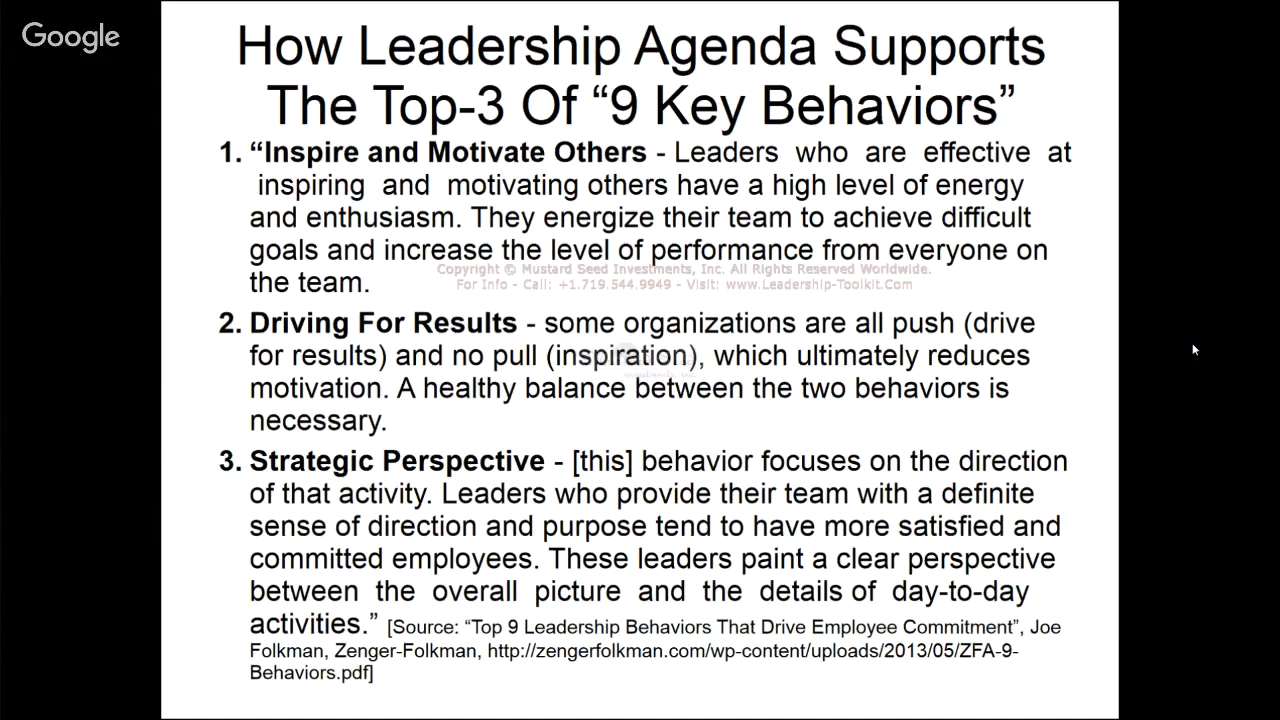 Google
How Leadership Agenda Supports
The Top-3 Of “9 Key Behaviors”
1. “Inspire and Motivate Others - Leaders who are effective at
inspiring and motivating others have a high level of energy
and enthusiasm. They energize their team to achieve difficult
goals and increase the level of performance from everyone on
the team.
Copyright © Mustard Seed Investments, Inc. All Rights Reserved Worldwide.
For Info - Call: +1.719.544.9949 - Visit: www.Leadership-Toolkit.Com
2. Driving For Results - some organizations are all push (drive
for results) and no pull (inspiration), which ultimately reduces
motivation. A healthy balance between the two behaviors is
necessary.
3. Strategic Perspective - [this] behavior focuses on the direction
of that activity. Leaders who provide their team with a definite
sense of direction and purpose tend to have more satisfied and
committed employees. These leaders paint a clear perspective
between the overall picture and the details of day-to-day
activities.” [Source: “Top 9 Leadership Behaviors That Drive Employee Commitment”, Joe
Folkman, Zenger-Folkman, http://zengerfolkman.com/wp-content/uploads/2013/05/ZFA-9-
Behaviors.pdf]